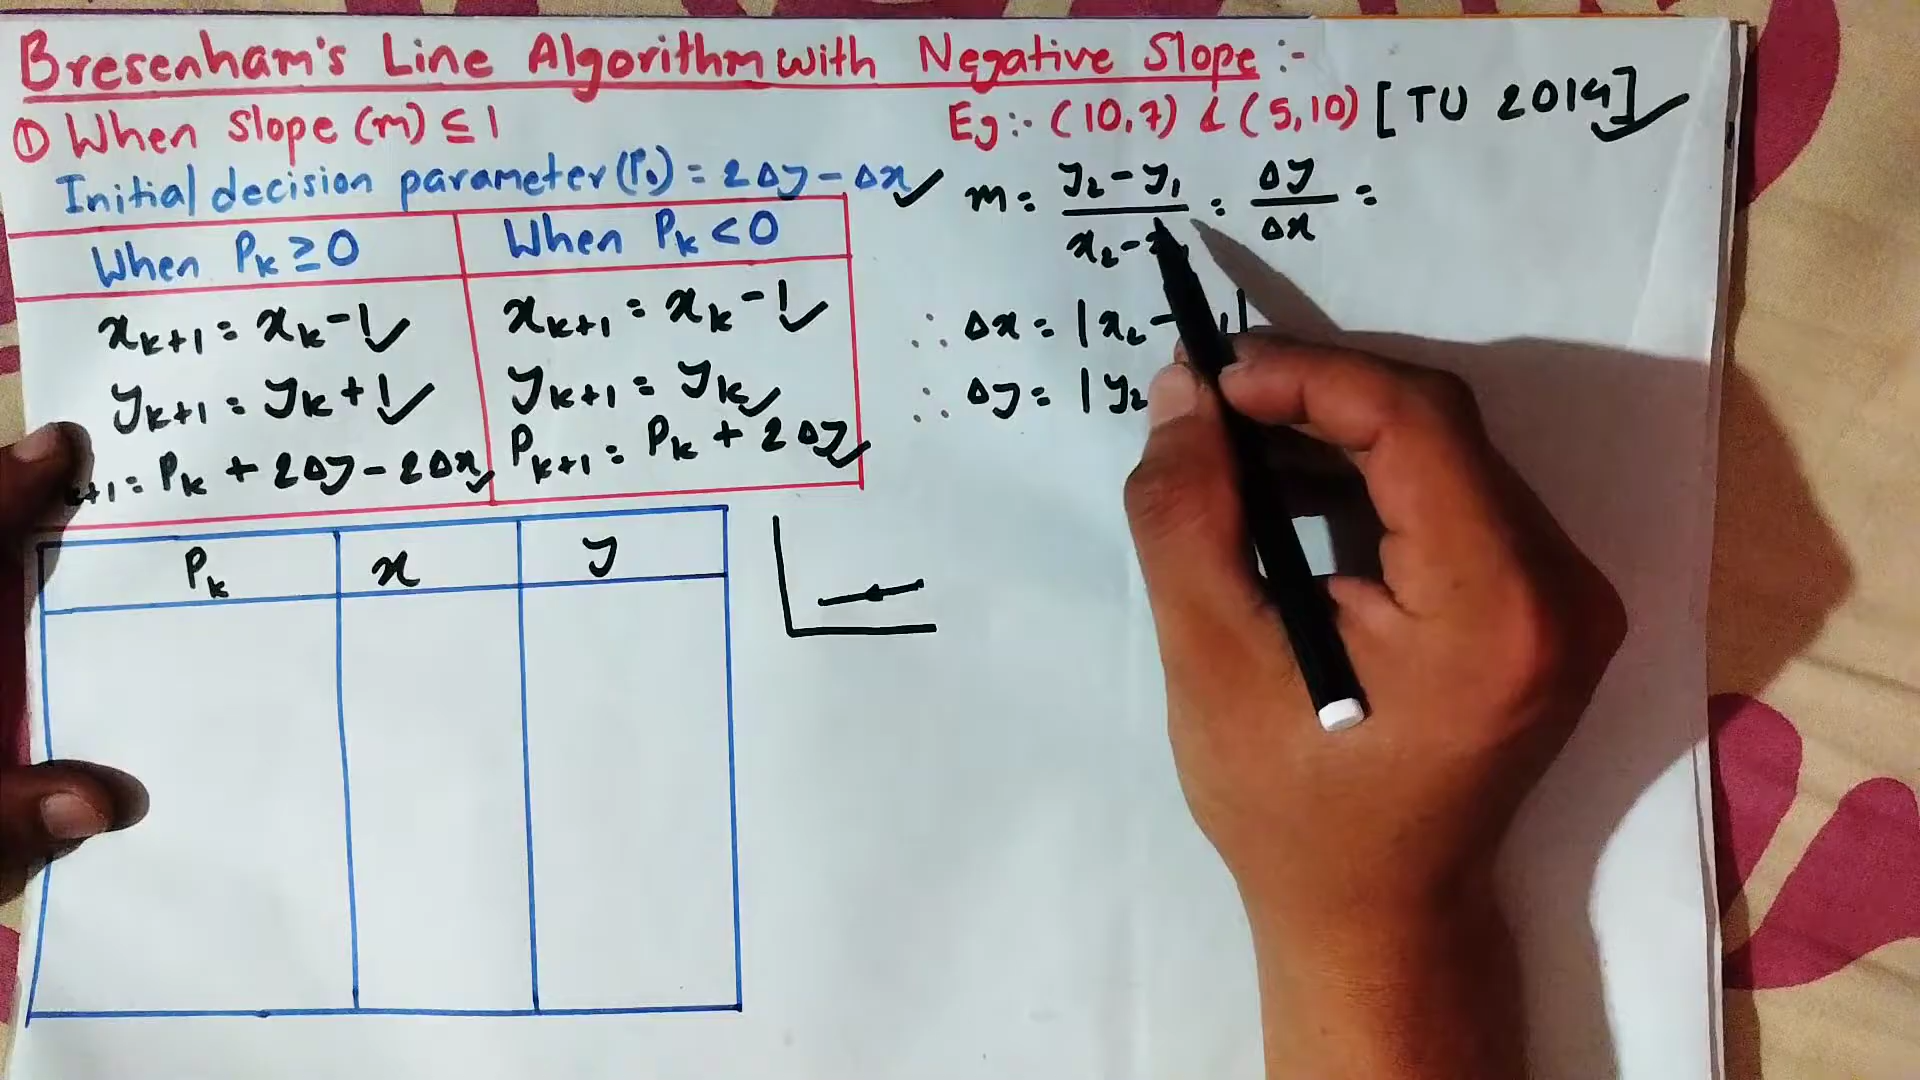 Bresenham's Line Algorithm with Negative Slope :-
① When slope (m) ≤ 1
Initial decision parameter (P₀) = 2Δy - Δx ✓
When Pk ≥ 0
xk+1 = xk - 1 ✓
yk+1 = yk + 1 ✓
k+1 = Pk + 2Δy - 2Δx ✓
When Pk < 0
xk+1 = xk - 1 ✓
yk+1 = yk ✓
Pk+1 = Pk + 2Δy ✓
Pk x y
Eg:- (10,7) & (5,10) [TU 2019] ✓
m = y₂ - y₁ / x₂ - = Δy / Δx =
∴ Δx = |x₂ - 1|
∴ Δy = |y₂